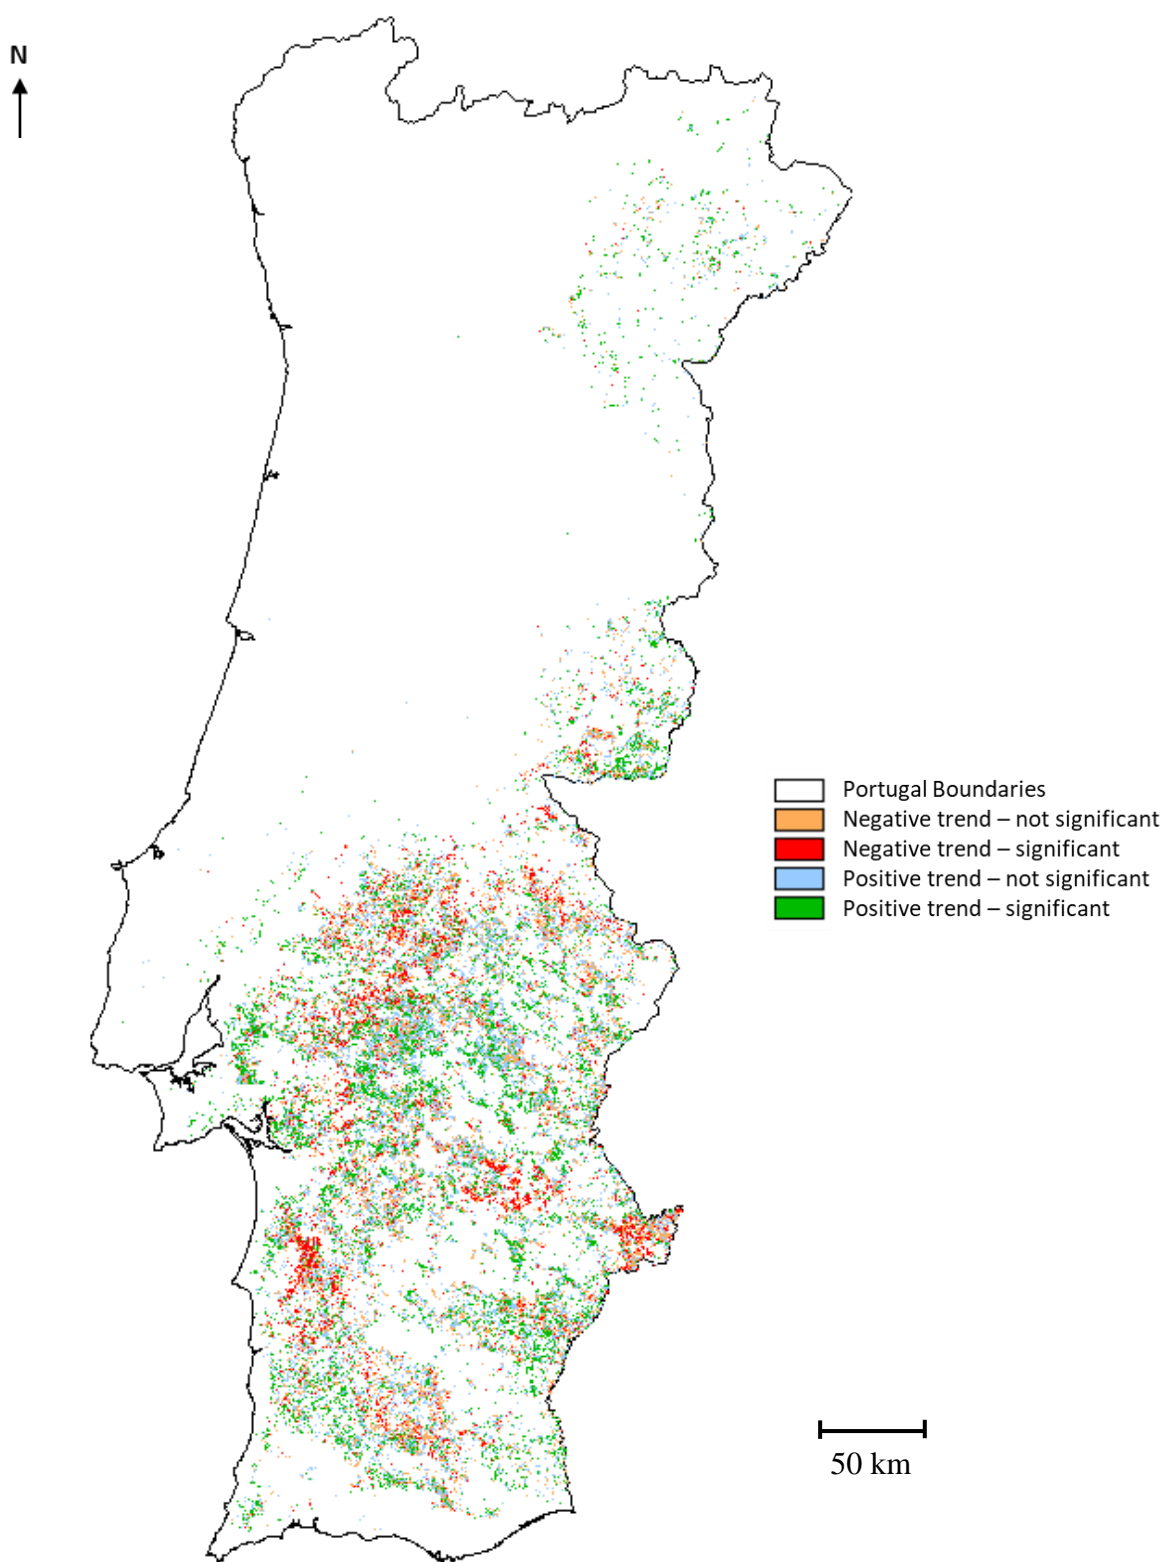 N
Portugal Boundaries
Negative trend – not significant
Negative trend – significant
Positive trend – not significant
Positive trend – significant
50 km